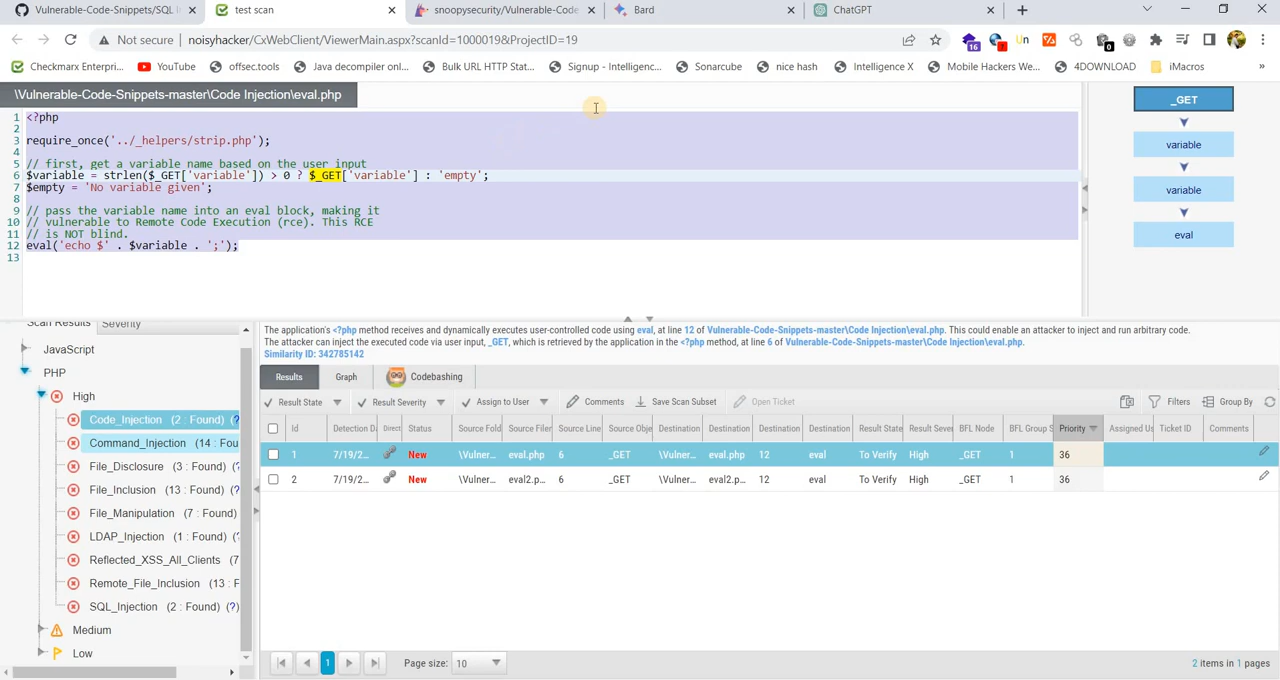 Vulnerable-Code-Snippets/SQL I
test scan
snoopysecurity/Vulnerable-Code
Bard
ChatGPT
Not secure
noisyhacker/CxWebClient/ViewerMain.aspx?scanId=1000019&ProjectID=19
16
Un
0
Checkmarx Enterpri...
YouTube
offsec.tools
Java decompiler onl...
Bulk URL HTTP Stat...
Signup - Intelligenc...
Sonarcube
nice hash
Intelligence X
Mobile Hackers We...
4DOWNLOAD
iMacros
»
\Vulnerable-Code-Snippets-master\Code Injection\eval.php
1 <?php
2
3 require_once('../_helpers/strip.php');
4
5 // first, get a variable name based on the user input
6 $variable = strlen($_GET['variable']) > 0 ? $_GET['variable'] : 'empty';
7 $empty = 'No variable given';
8
9 // pass the variable name into an eval block, making it
10 // vulnerable to Remote Code Execution (rce). This RCE
11 // is NOT blind.
12 eval('echo $' . $variable . ';');
13
_GET
variable
variable
eval
Scan Results
Severity
JavaScript
PHP
High
Code_Injection (2 : Found) (?
Command_Injection (14 : Fou
File_Disclosure (3 : Found) (?
File_Inclusion (13 : Found) (
File_Manipulation (7 : Found)
LDAP_Injection (1 : Found) (
Reflected_XSS_All_Clients (7
Remote_File_Inclusion (13 : F
SQL_Injection (2 : Found) (?)
Medium
Low
The application's <?php method receives and dynamically executes user-controlled code using eval, at line 12 of Vulnerable-Code-Snippets-master\Code Injection\eval.php. This could enable an attacker to inject and run arbitrary code.
The attacker can inject the executed code via user input, _GET, which is retrieved by the application in the <?php method, at line 6 of Vulnerable-Code-Snippets-master\Code Injection\eval.php.
Similarity ID: 342785142
Results
Graph
Codebashing
Result State
Result Severity
Assign to User
Comments
Save Scan Subset
Open Ticket
Filters
Group By
Id Detection Da Direct Status Source Fold Source Filen Source Line Source Obje Destination Destination Destination Destination Result State Result Sever BFL Node BFL Group S Priority Assigned Us Ticket ID Comments
1 7/19/2... New \Vulner... eval.php 6 _GET \Vulner... eval.php 12 eval To Verify High _GET 1 36
2 7/19/2... New \Vulner... eval2.p... 6 _GET \Vulner... eval2.p... 12 eval To Verify High _GET 1 36
1
Page size: 10
2 items in 1 pages